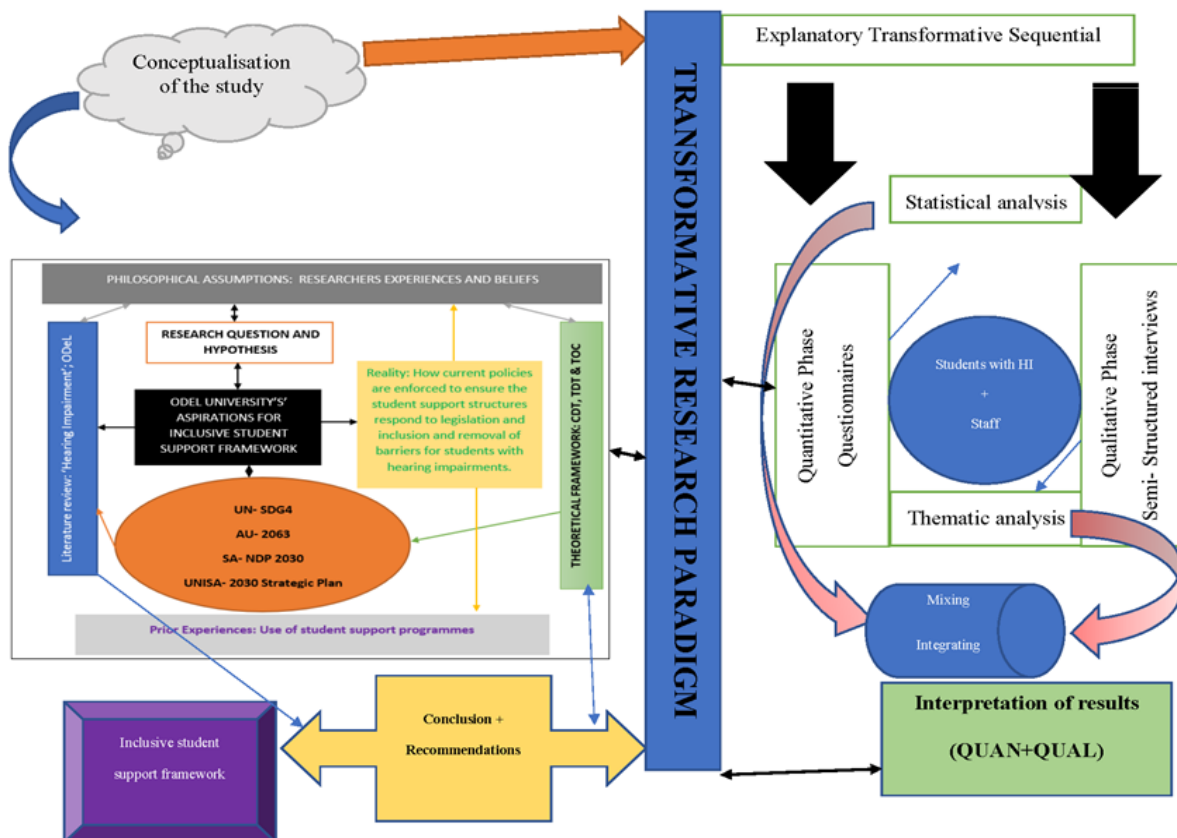 Conceptualisation
of the study
Explanatory Transformative Sequential
TRANSFORMATIVE RESEARCH PARADIGM
Statistical analysis
Quantitative Phase
Questionnaires
Students with HI
+
Staff
Qualitative Phase
Semi- Structured interviews
Thematic analysis
Mixing
Integrating
Interpretation of results
(QUAN+QUAL)
PHILOSOPHICAL ASSUMPTIONS: RESEARCHERS EXPERIENCES AND BELIEFS
Literature review: 'Hearing Impairment'; ODeL
RESEARCH QUESTION AND
HYPOTHESIS
ODEL UNIVERSITY'S' ASPIRATIONS FOR
INCLUSIVE STUDENT
SUPPORT FRAMEWORK
Reality: How current policies
are enforced to ensure the
student support structures
respond to legislation and
inclusion and removal of
barriers for students with
hearing impairments.
THEORETICAL FRAMEWORK: CDT, TDT & TOC
UN- SDG4
AU- 2063
SA- NDP 2030
UNISA- 2030 Strategic Plan
Prior Experiences: Use of student support programmes
Inclusive student
support framework
Conclusion +
Recommendations